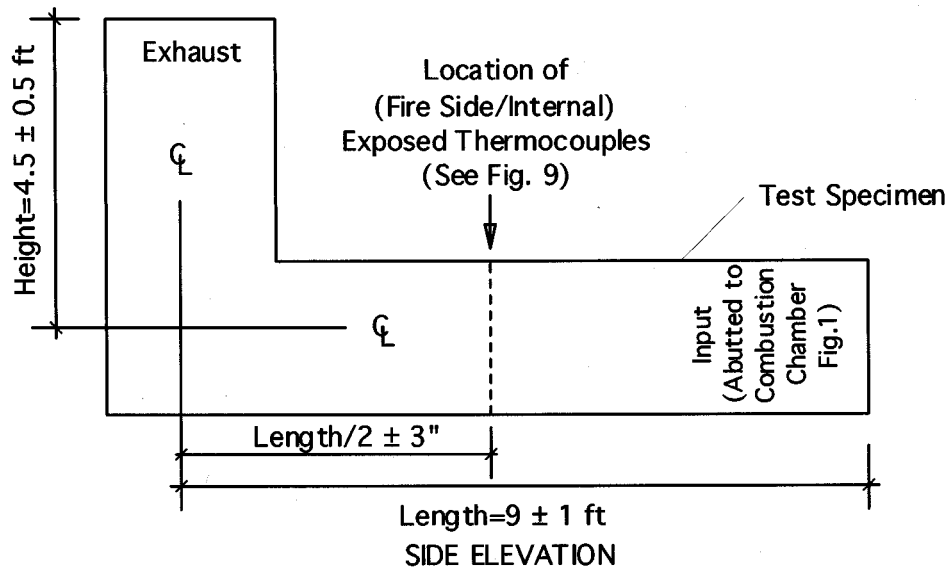 Exhaust
Height=4.5 ± 0.5 ft
Location of
(Fire Side/Internal)
Exposed Thermocouples
(See Fig. 9)
℄
Test Specimen
℄
Input
(Abutted to
Combustion
Chamber
Fig.1)
Length/2 ± 3"
Length=9 ± 1 ft
SIDE ELEVATION